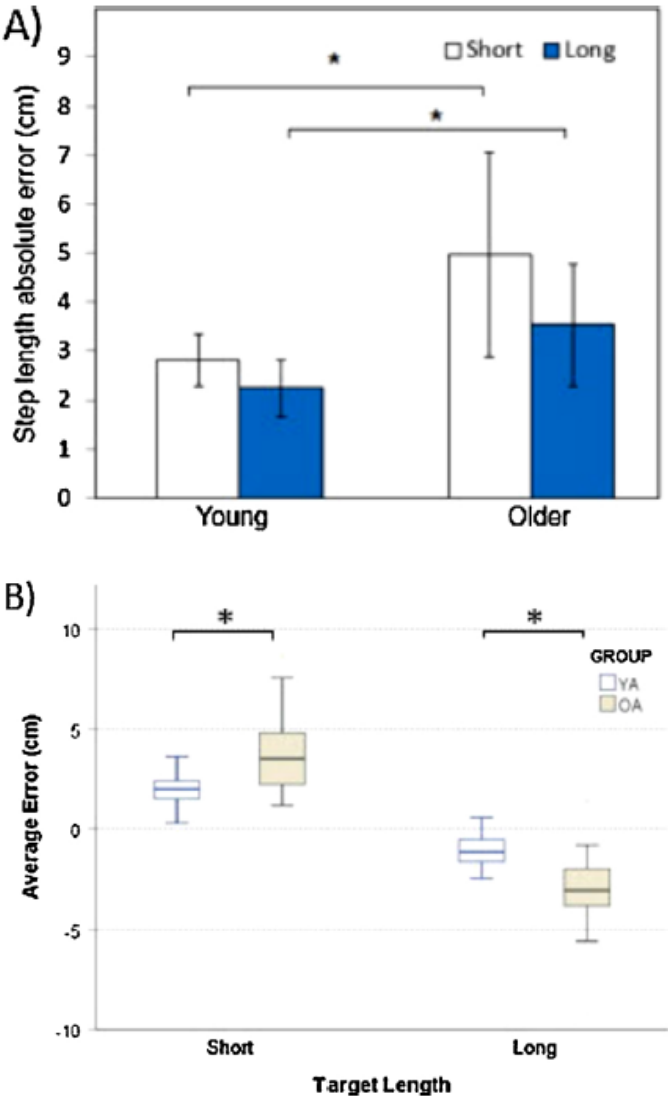 A)
Step length absolute error (cm)
9
8
7
6
5
4
3
2
1
0
Short Long
*
*
Young Older
B)
Average Error (cm)
10
5
0
-5
-10
*
*
GROUP
YA
OA
Short Long
Target Length